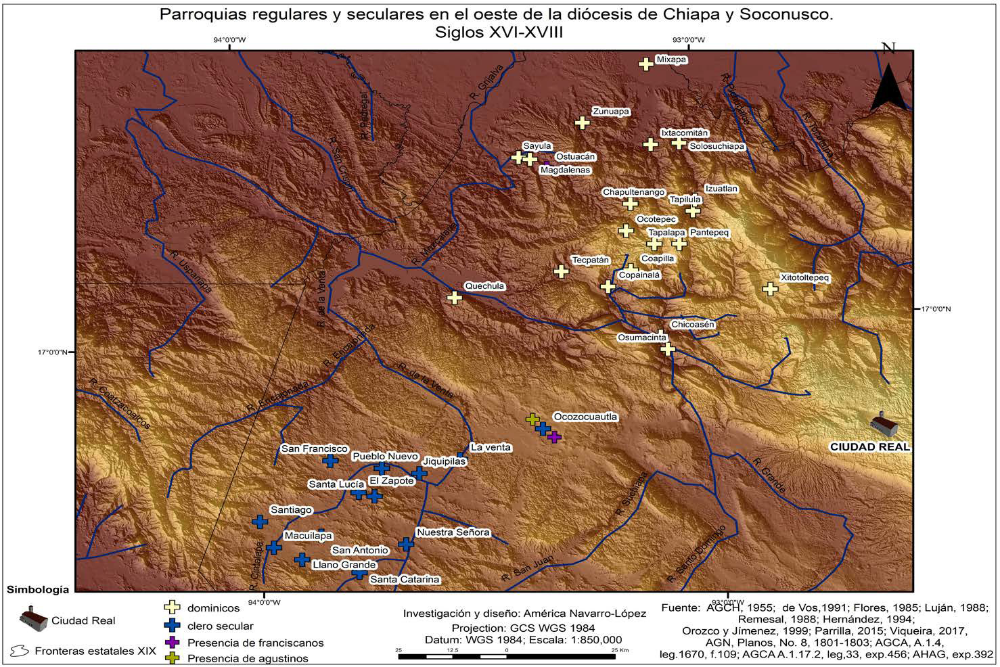 Parroquias regulares y seculares en el oeste de la diócesis de Chiapa y Soconusco.
Siglos XVI-XVIII
94°0'0"W
93°0'0"W
N
Mixapa
R. Grijalva
R. Pedregal
Zunuapa
R. Pichucalco
R. Teapa
Ixtacomitán
Solosuchiapa
Sayula
Ostuacán
Magdalenas
R. San Crispin
Izuatlan
Chapultenango
Tapilula
Ocotepec
Tapalapa
Pantepeq
R. Mezcalapa
Tecpatán
Coapilla
R. Uspanapa
R. de la Venta
Copainalá
Xitotoltepeq
Quechula
17°0'0"N
Chicoasén
Osumacinta
17°0'0"N
R. Encajonada
R. de la Venta
R. Encajonada
R. Coatzacoalcos
Ocozocuautla
CIUDAD REAL
La venta
San Francisco
Pueblo Nuevo
Jiquipilas
R. Grande
Santa Lucía
El Zapote
R. Suchiapa
Santiago
Nuestra Señora
Macuilapa
San Antonio
R. Cintalapa
Llano Grande
R. San Juan
R. Santo Domingo
Santa Catarina
94°0'0"W
93°0'0"W
Simbología
Ciudad Real
Fronteras estatales XIX
dominicos
clero secular
Presencia de franciscanos
Presencia de agustinos
Investigación y diseño: América Navarro-López
Projection: GCS WGS 1984
Datum: WGS 1984; Escala: 1:850,000
25 12.5 0 25 Km
Fuente: AGCH, 1955; de Vos,1991; Flores, 1985; Luján, 1988;
Remesal, 1988; Hernández, 1994;
Orozco y Jímenez, 1999; Parrilla, 2015; Viqueira, 2017,
AGN, Planos, No. 8, 1801-1803; AGCA, A.1.4,
leg.1670, f.109; AGCA A.1.17.2, leg,33, exp.456; AHAG, exp.392